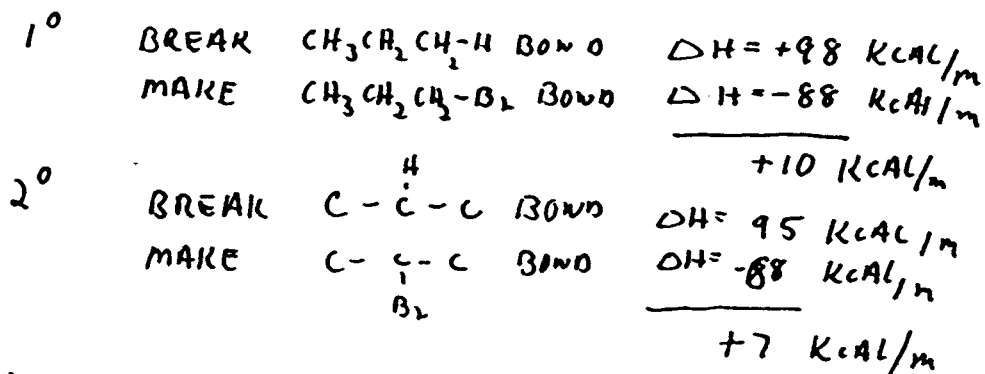 1° BREAK CH₃CH₂CH₂-H BOND ΔH = +98 KCAL/m
MAKE CH₃CH₂CH₂-Br BOND ΔH = -88 KCAL/m
+10 KCAL/m
H
2° BREAK C - C - C BOND ΔH = 95 KCAL/m
MAKE C - C - C BOND ΔH = -88 KCAL/m
Br
+7 KCAL/m